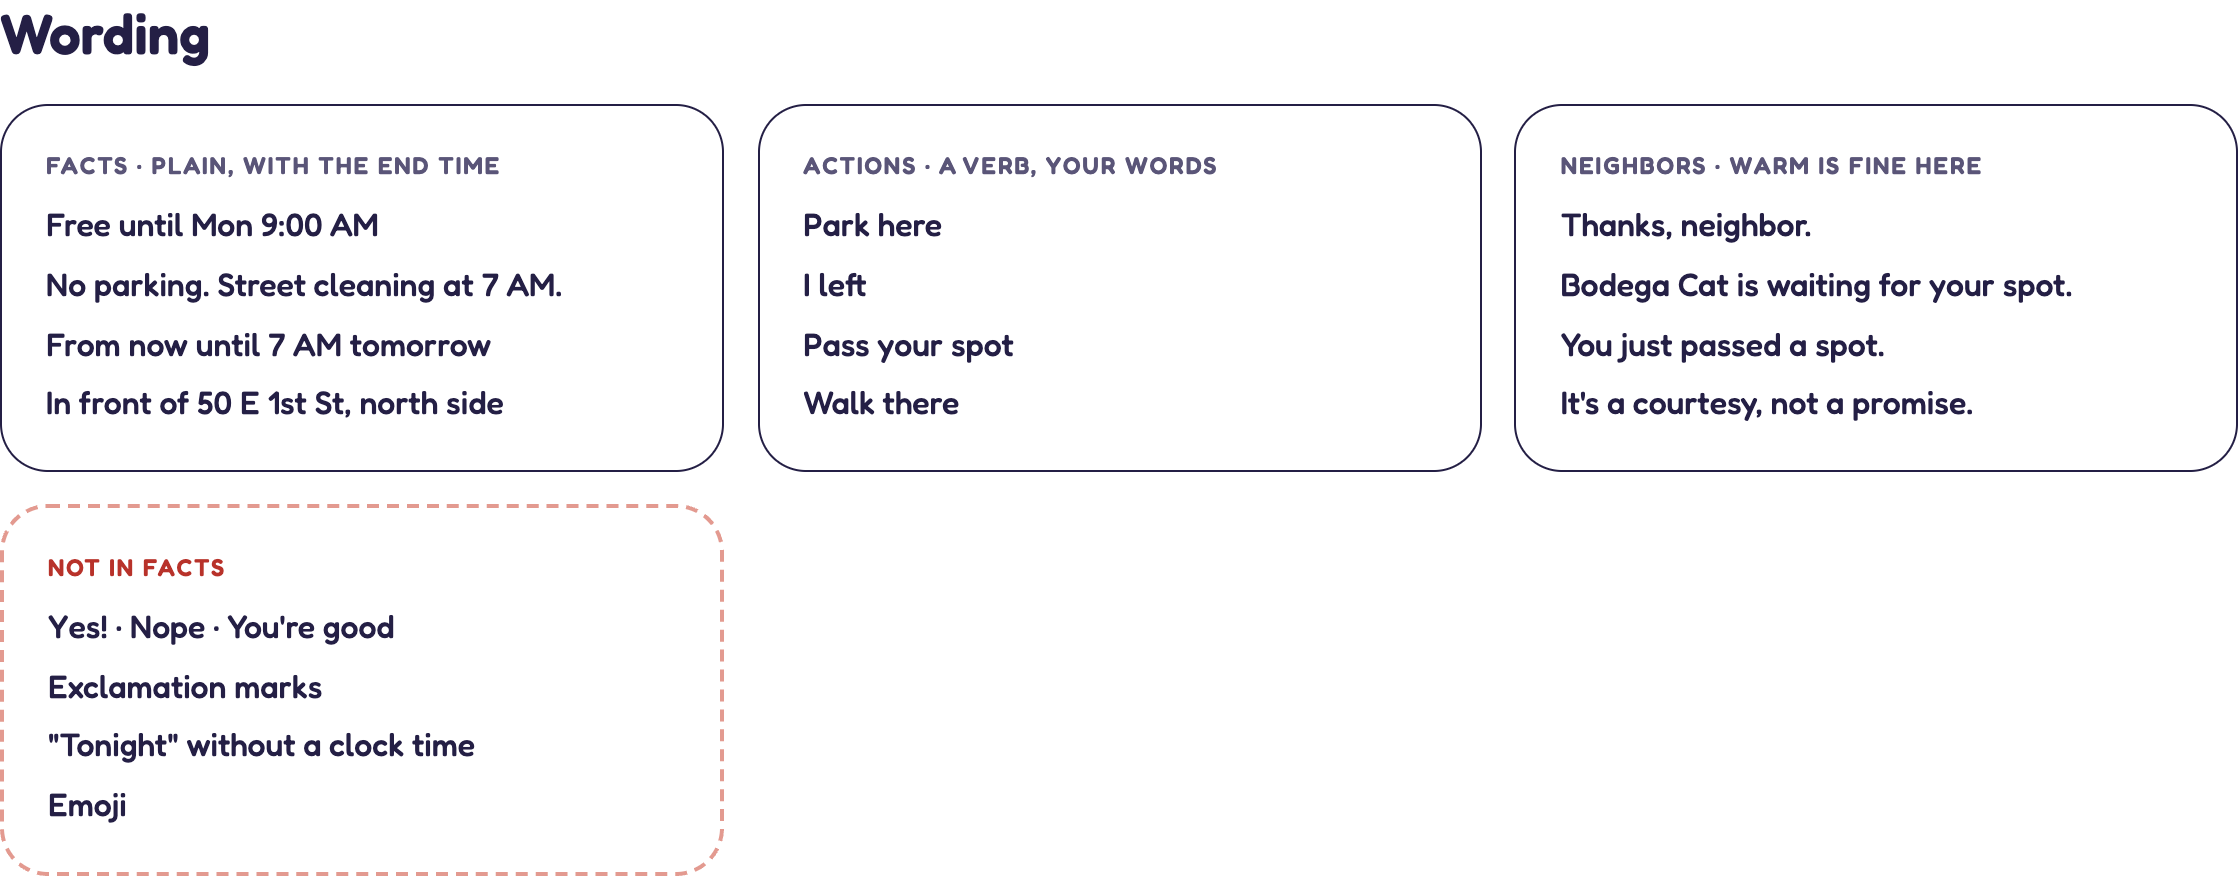 Wording
FACTS · PLAIN, WITH THE END TIME
Free until Mon 9:00 AM
No parking. Street cleaning at 7 AM.
From now until 7 AM tomorrow
In front of 50 E 1st St, north side
ACTIONS · A VERB, YOUR WORDS
Park here
I left
Pass your spot
Walk there
NEIGHBORS · WARM IS FINE HERE
Thanks, neighbor.
Bodega Cat is waiting for your spot.
You just passed a spot.
It's a courtesy, not a promise.
NOT IN FACTS
Yes! · Nope · You're good
Exclamation marks
"Tonight" without a clock time
Emoji